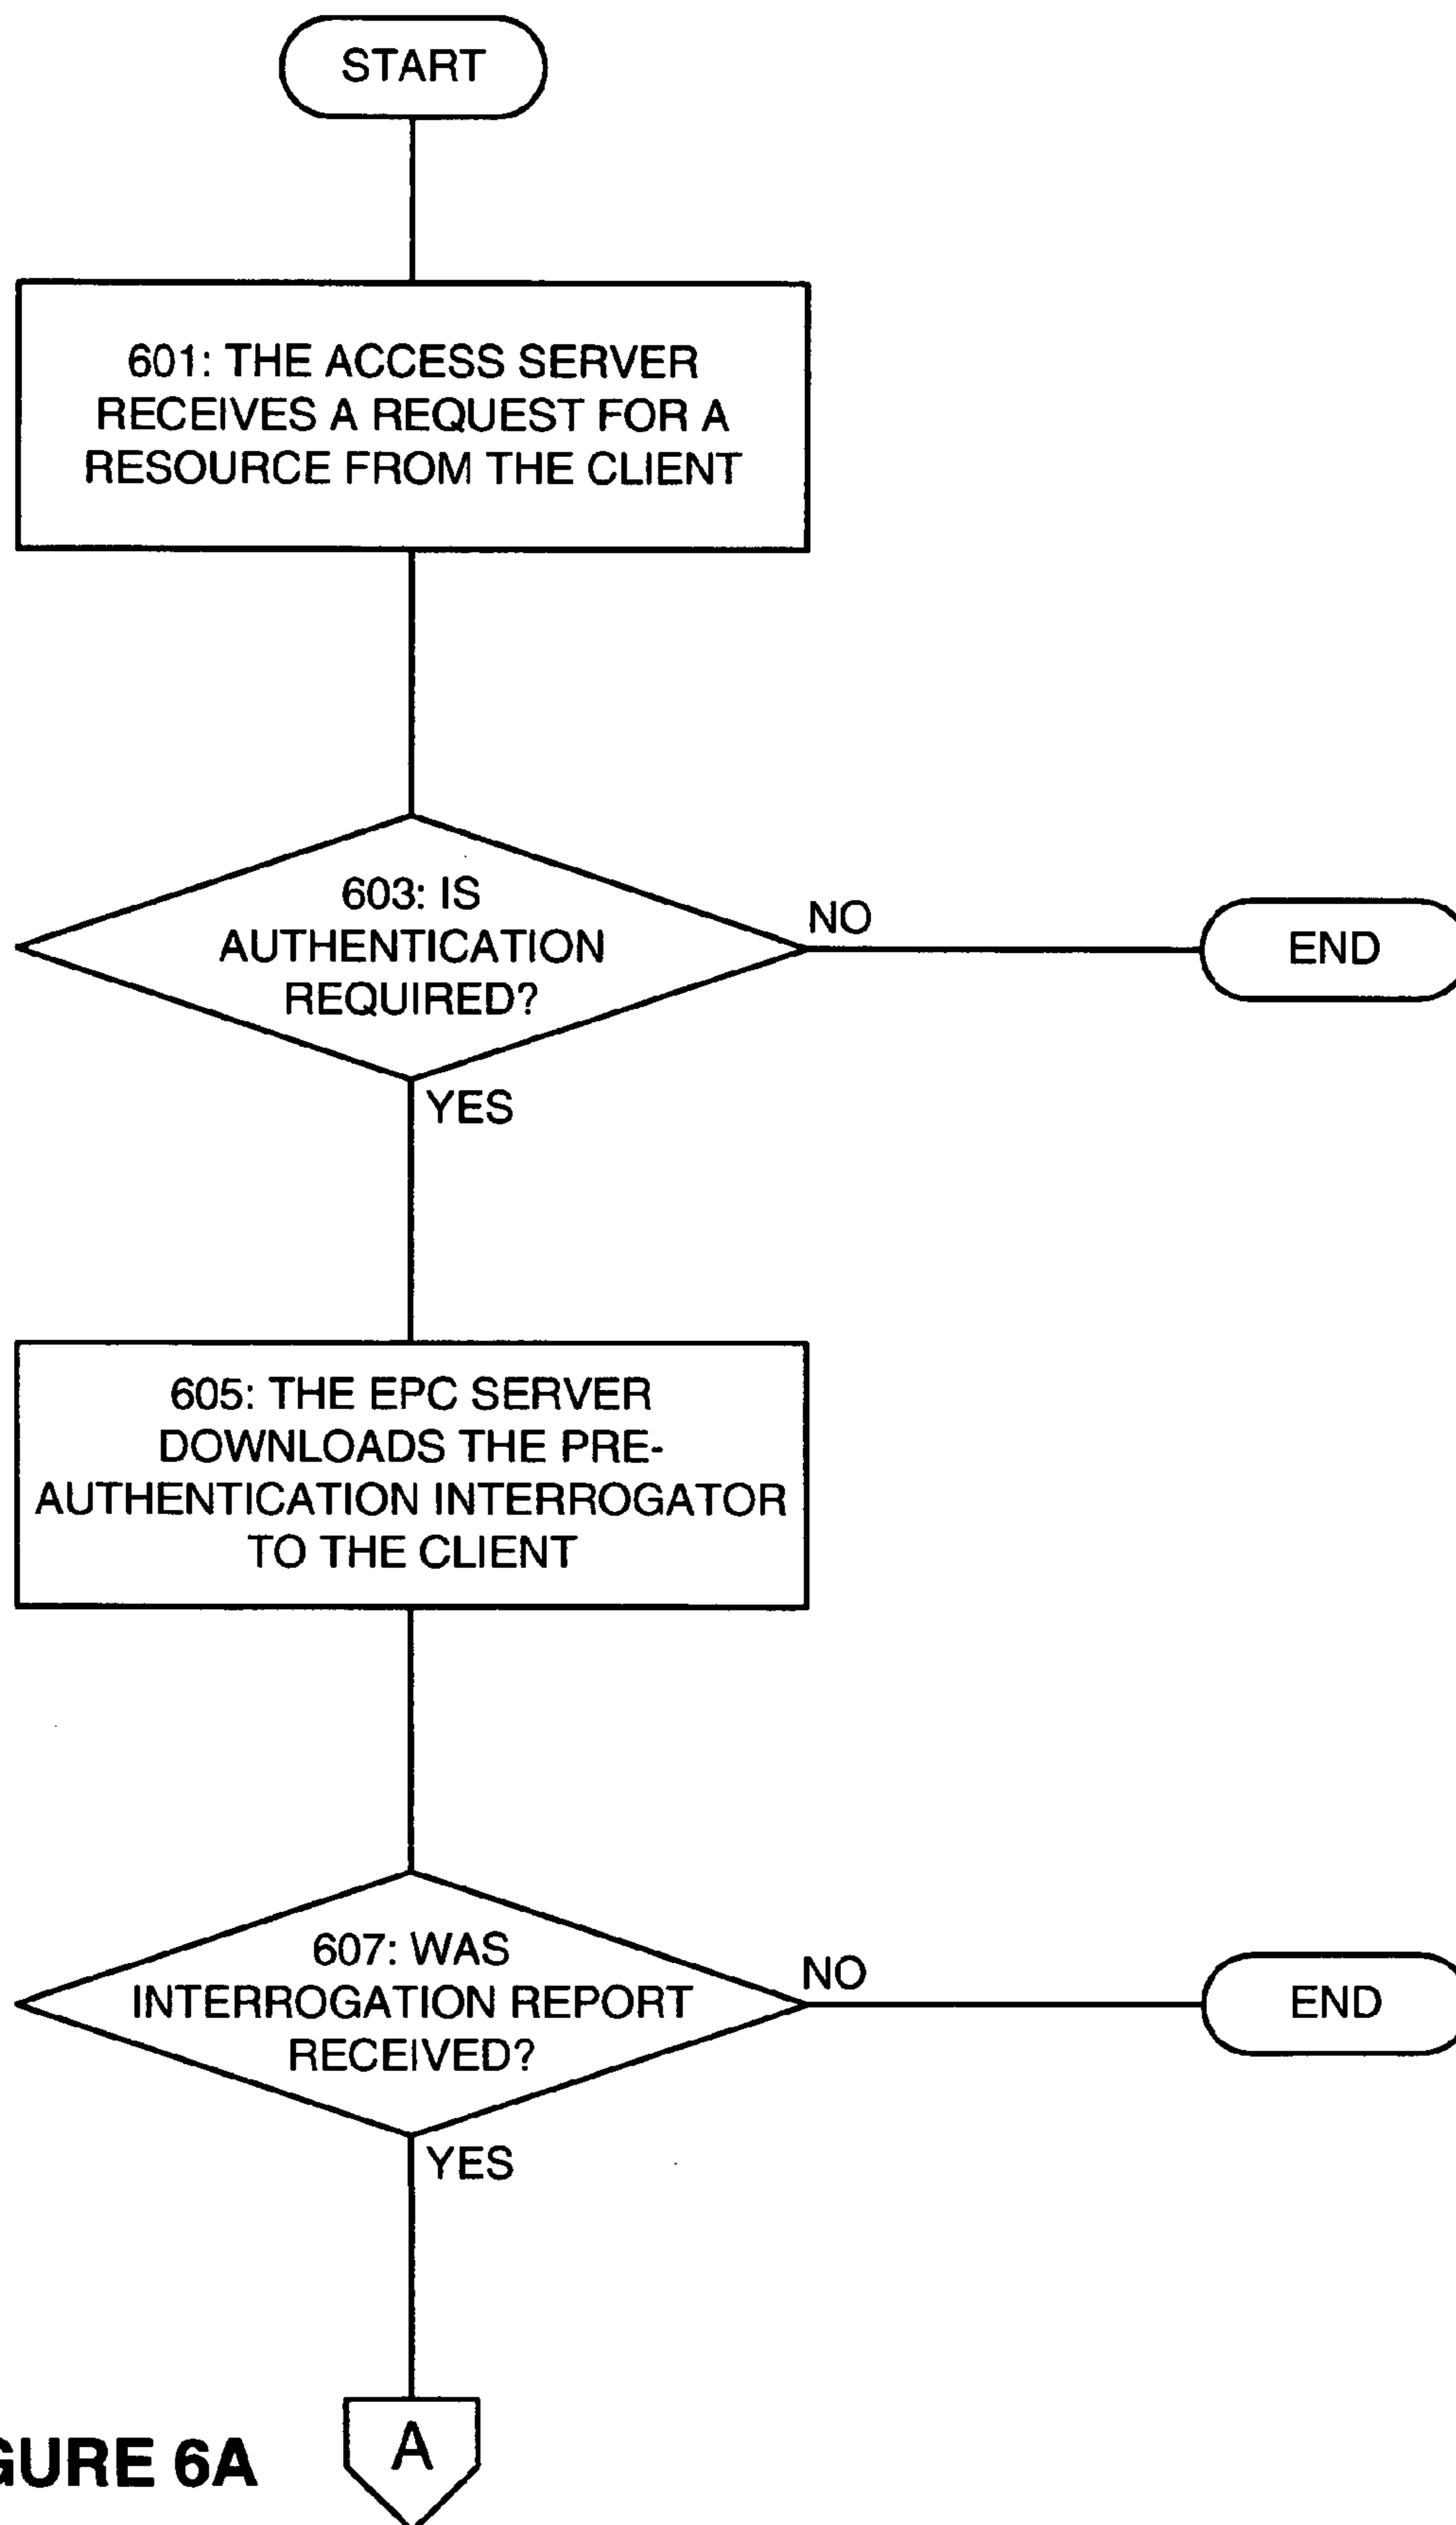 START
601: THE ACCESS SERVER
RECEIVES A REQUEST FOR A
RESOURCE FROM THE CLIENT
603: IS
AUTHENTICATION
REQUIRED?
NO
END
YES
605: THE EPC SERVER
DOWNLOADS THE PRE-
AUTHENTICATION INTERROGATOR
TO THE CLIENT
607: WAS
INTERROGATION REPORT
RECEIVED?
NO
END
YES
A
GURE 6A